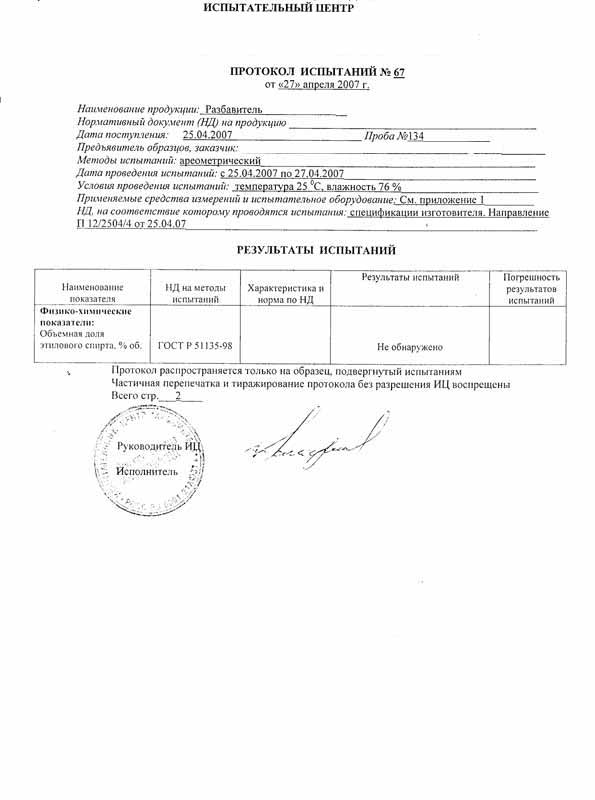 ИСПЫТАТЕЛЬНЫЙ ЦЕНТР
ПРОТОКОЛ ИСПЫТАНИЙ № 67
от «27» апреля 2007 г.
Наименование продукции: Разбавитель
Нормативный документ (НД) на продукцию
Дата поступления: 25.04.2007 Проба №134
Предъявитель образцов, заказчик:
Методы испытаний: ареометрический
Дата проведения испытаний: с 25.04.2007 по 27.04.2007
Условия проведения испытаний: температура 25 ⁰С, влажность 76 %
Применяемые средства измерений и испытательное оборудование: См. приложение 1
НД, на соответствие которому проводятся испытания: спецификации изготовителя. Направление
П 12/2504/4 от 25.04.07
РЕЗУЛЬТАТЫ ИСПЫТАНИЙ
Наименование показателя
НД на методы испытаний
Характеристика и норма по НД
Результаты испытаний
Погрешность результатов испытаний
Физико-химические
показатели:
Объемная доля
этилового спирта, % об. ГОСТ Р 51135-98 Не обнаружено
Протокол распространяется только на образец, подвергнутый испытаниям
Частичная перепечатка и тиражирование протокола без разрешения ИЦ воспрещены
Всего стр. 2
Руководитель ИЦ
Исполнитель